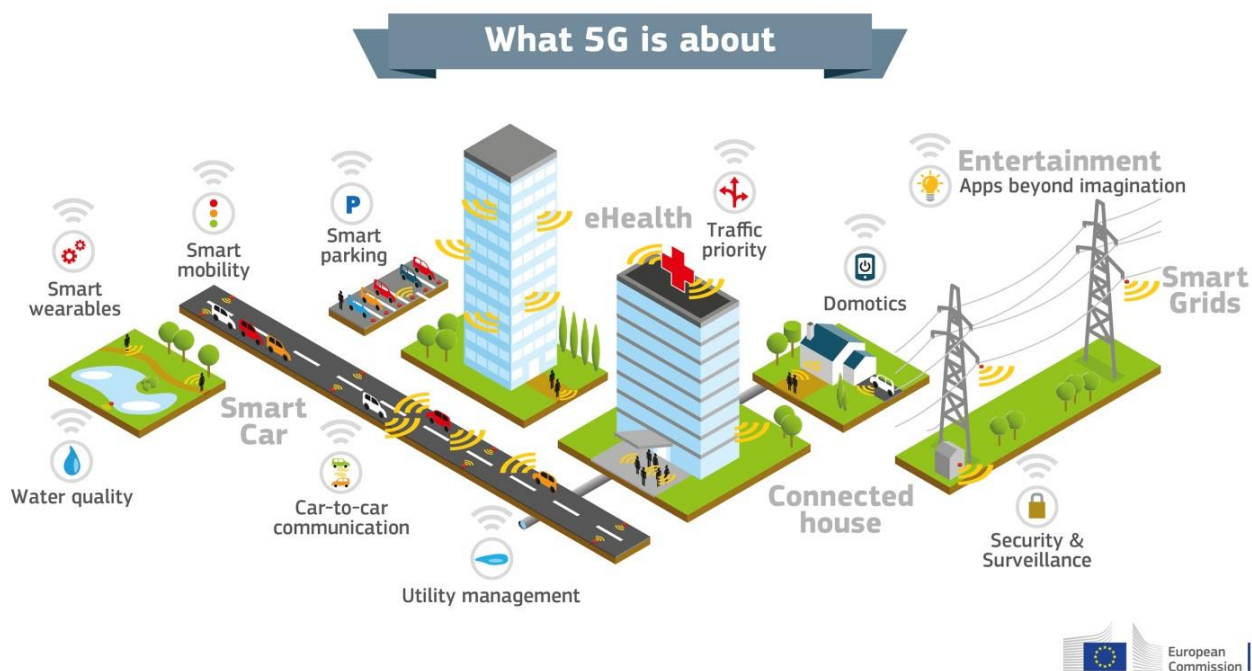 What 5G is about
Entertainment
Apps beyond imagination
eHealth
Traffic
priority
P
Smart
parking
Smart
mobility
Smart
wearables
Domotics
Smart
Grids
Smart
Car
Water quality
Car-to-car
communication
Connected
house
Security &
Surveillance
Utility management
European
Commission